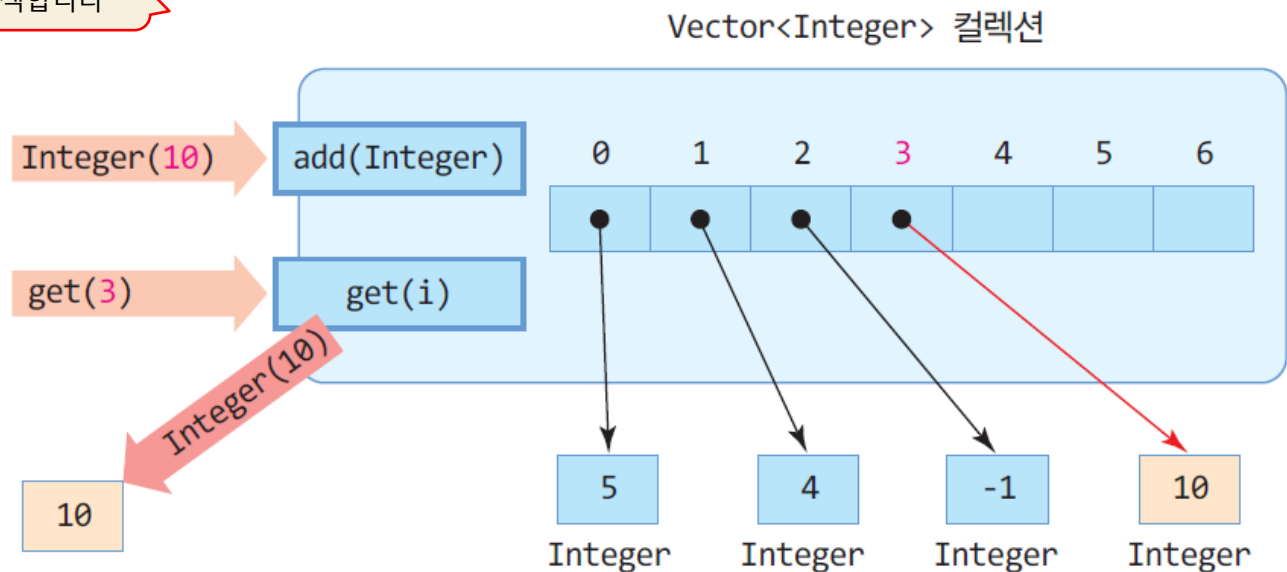 Vector<Integer> 컬렉션
Integer(10)
add(Integer)
0 1 2 3 4 5 6
get(3)
get(i)
Integer(10)
10
5 4 -1 10
Integer Integer Integer Integer